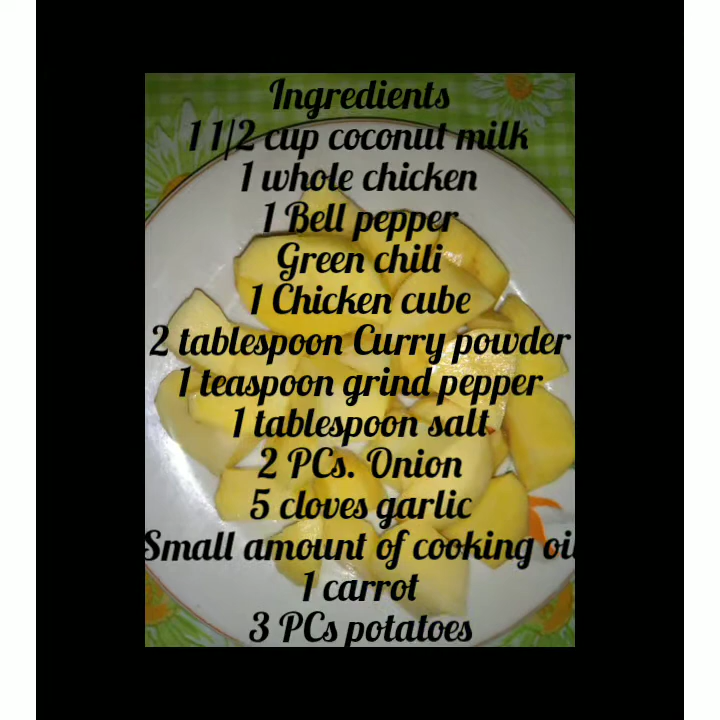 Ingredients
1 1/2 cup coconut milk
1 whole chicken
1 Bell pepper
Green chili
1 Chicken cube
2 tablespoon Curry powder
1 teaspoon grind pepper
1 tablespoon salt
2 PCs. Onion
5 cloves garlic
Small amount of cooking oil
1 carrot
3 PCs potatoes